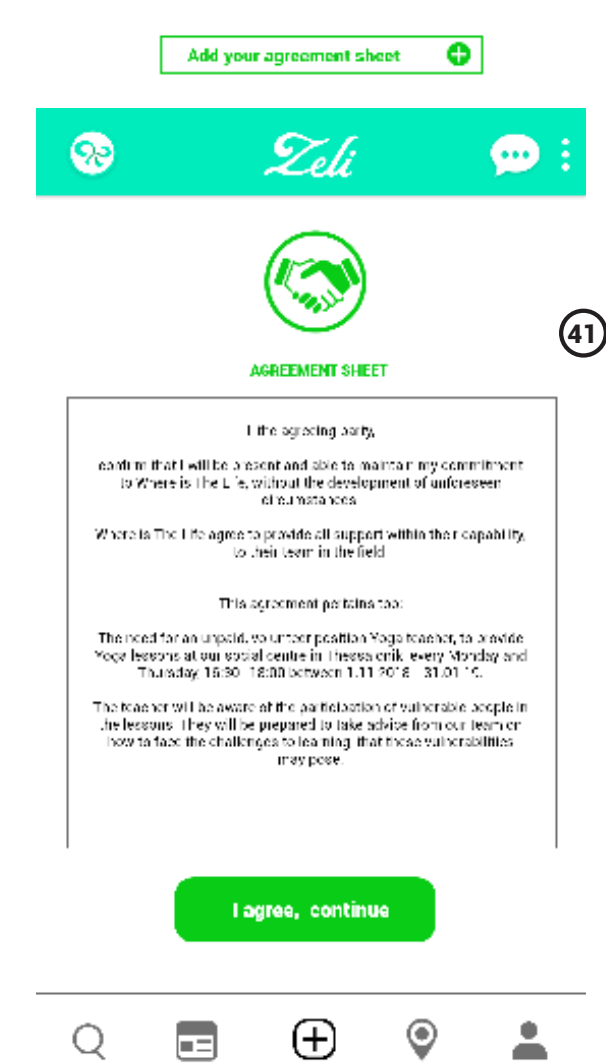 Add your agreement sheet
Zeli
41
AGREEMENT SHEET
I the agreeing party,
confirm that I will be present and able to maintain my commitment
to Where is The Life, without the development of unforeseen
circumstances
Where is The Life agree to provide all support within their capability,
to their team in the field
This agreement pertains too:
The need for an unpaid, volunteer position Yoga teacher, to provide
Yoga lessons at our social centre in Thessaloniki every Monday and
Thursday, 16:30 - 18:00 between 1.11.2018 - 31.01.19.
The teacher will be aware of the participation of vulnerable people in
the lessons. They will be prepared to take advice from our team on
how to face the challenges to learning that these vulnerabilities
may pose.
I agree, continue